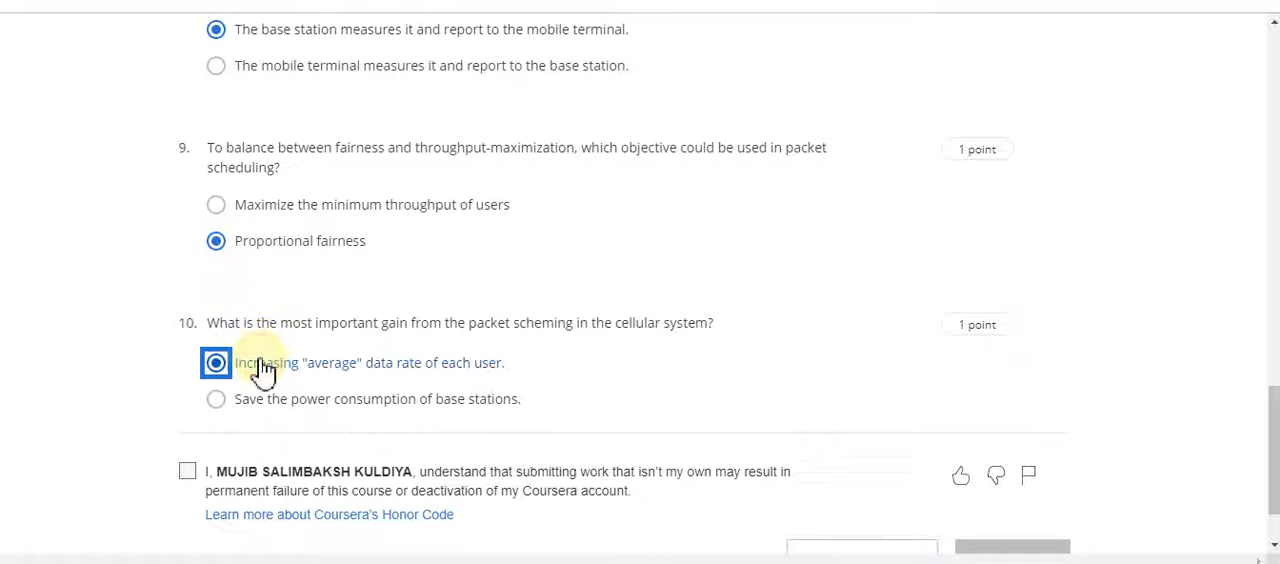 The base station measures it and report to the mobile terminal.
The mobile terminal measures it and report to the base station.
9. To balance between fairness and throughput-maximization, which objective could be used in packet
scheduling?
1 point
Maximize the minimum throughput of users
Proportional fairness
10. What is the most important gain from the packet scheming in the cellular system?
1 point
Increasing "average" data rate of each user.
Save the power consumption of base stations.
I, MUJIB SALIMBAKSH KULDIYA, understand that submitting work that isn't my own may result in
permanent failure of this course or deactivation of my Coursera account.
Learn more about Coursera's Honor Code